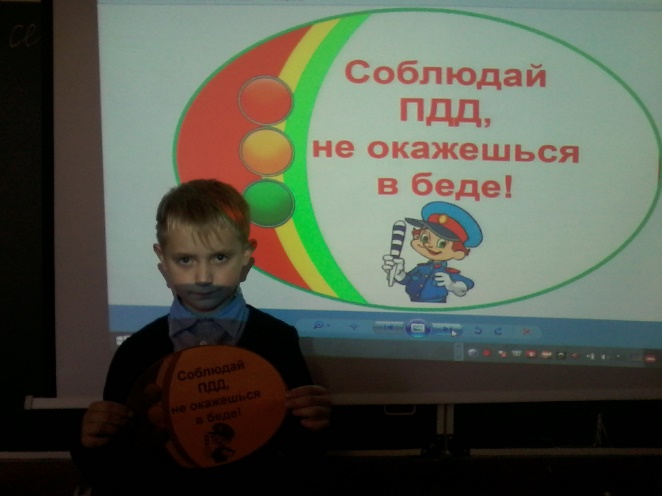 Соблюдай
ПДД,
не окажешься
в беде!
Соблюдай
ПДД,
не окажешься
в беде!